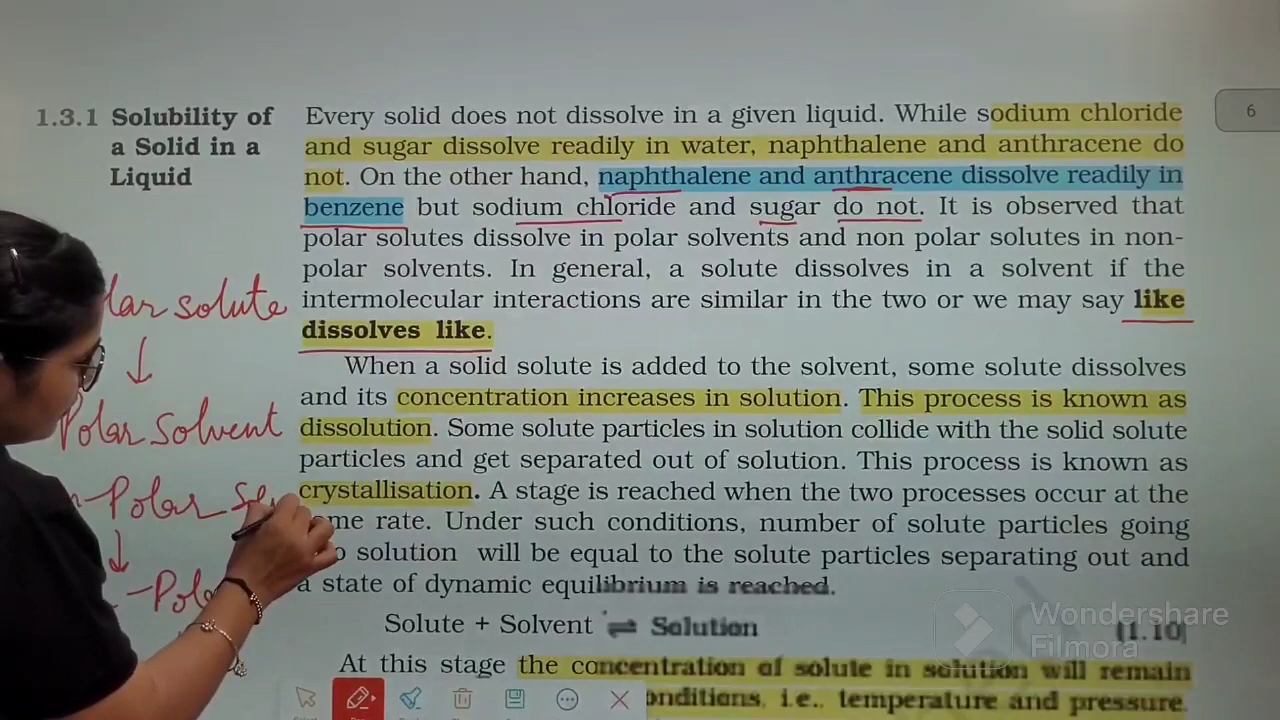 1.3.1 Solubility of
a Solid in a
Liquid
Every solid does not dissolve in a given liquid. While sodium chloride
and sugar dissolve readily in water, naphthalene and anthracene do
not. On the other hand, naphthalene and anthracene dissolve readily in
benzene but sodium chloride and sugar do not. It is observed that
polar solutes dissolve in polar solvents and non polar solutes in non-
polar solvents. In general, a solute dissolves in a solvent if the
intermolecular interactions are similar in the two or we may say like
dissolves like.
When a solid solute is added to the solvent, some solute dissolves
and its concentration increases in solution. This process is known as
dissolution. Some solute particles in solution collide with the solid solute
particles and get separated out of solution. This process is known as
crystallisation. A stage is reached when the two processes occur at the
rate. Under such conditions, number of solute particles going
solution will be equal to the solute particles separating out and
a state of dynamic equilibrium is reached.
Solute + Solvent ⇌ Solution [1.10]
At this stage the concentration of solute in solution will remain
i.e., temperature and pressure.
6
solute
↓
Polar Solvent
-Polar
↓
Wondershare
Filmora